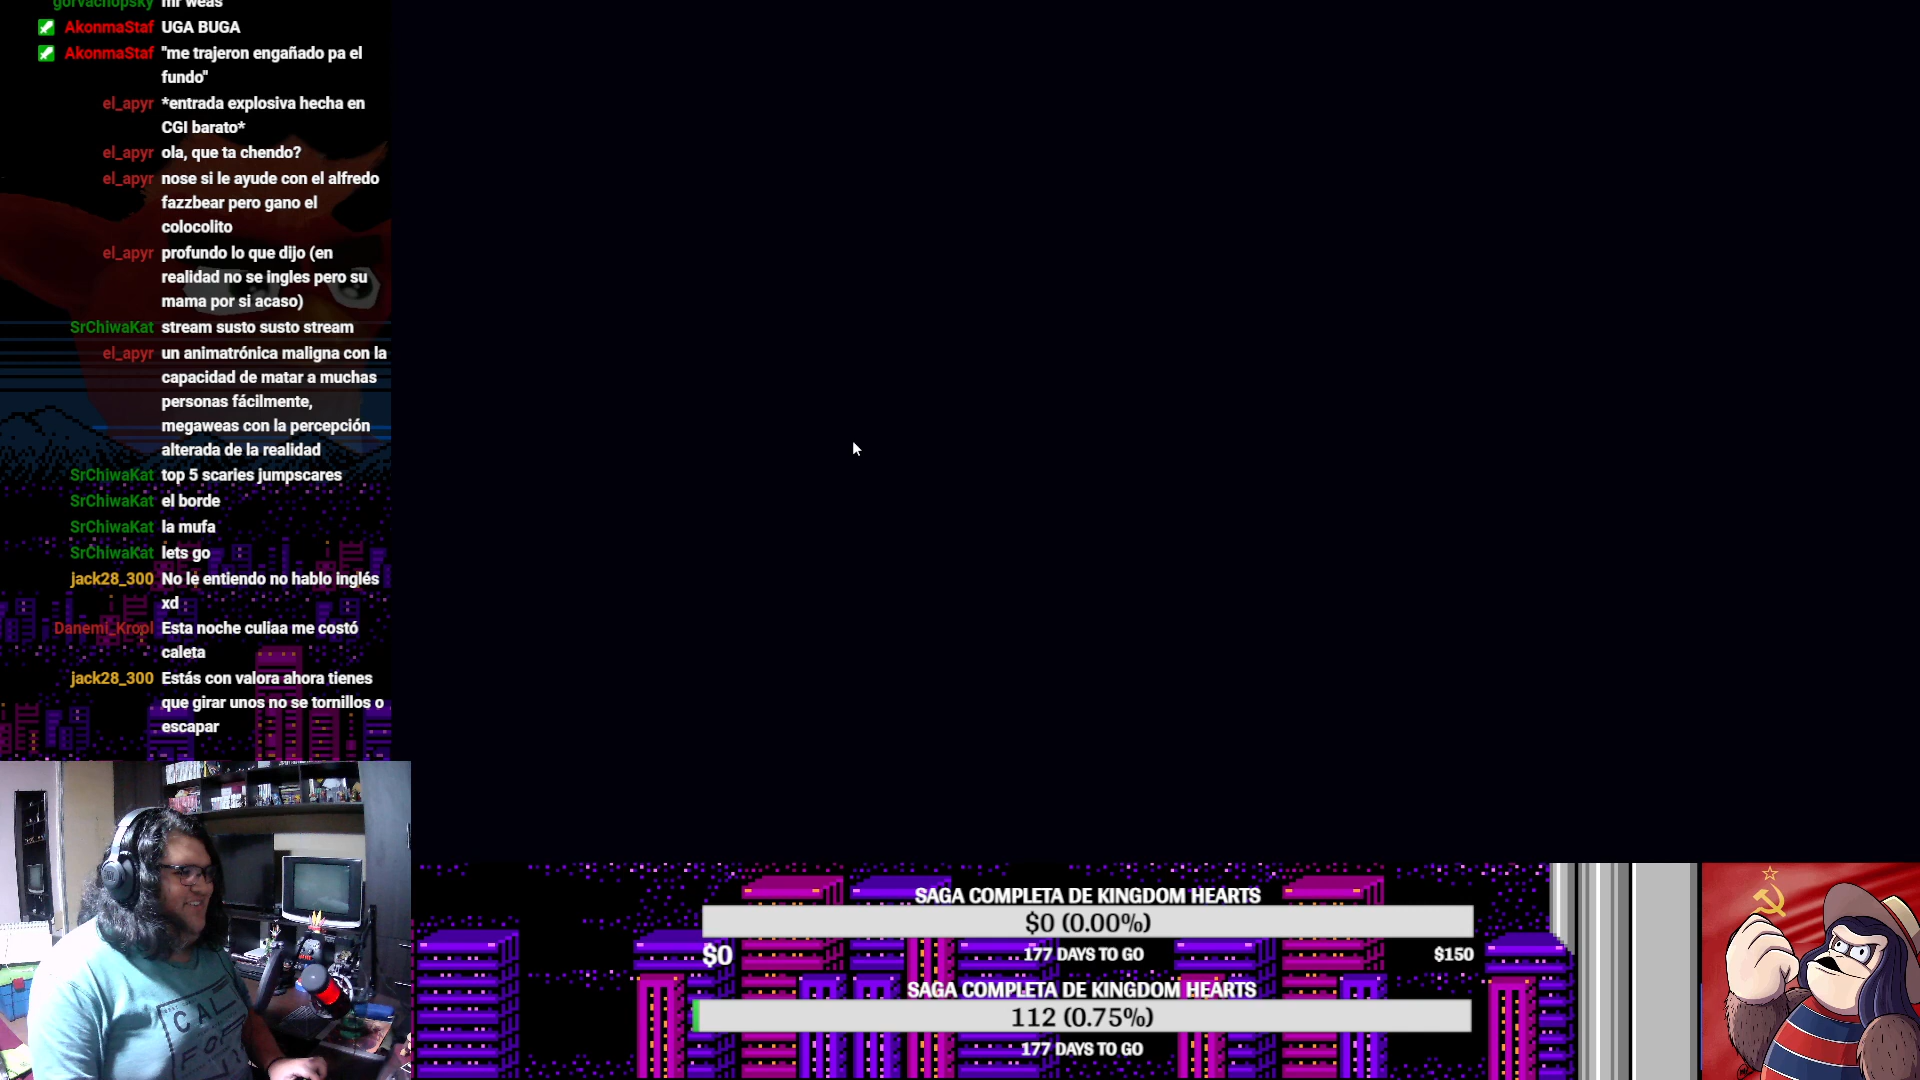 gorvachopsky mr weas
AkonmaStaf UGA BUGA
AkonmaStaf "me trajeron engañado pa el
fundo"
el_apyr *entrada explosiva hecha en
CGI barato*
el_apyr ola, que ta chendo?
el_apyr nose si le ayude con el alfredo
fazzbear pero gano el
colocolito
el_apyr profundo lo que dijo (en
realidad no se ingles pero su
mama por si acaso)
SrChiwaKat stream susto susto stream
el_apyr un animatrónica maligna con la
capacidad de matar a muchas
personas fácilmente,
megaweas con la percepción
alterada de la realidad
SrChiwaKat top 5 scaries jumpscares
SrChiwaKat el borde
SrChiwaKat la mufa
SrChiwaKat lets go
jack28_300 No le entiendo no hablo inglés
xd
Danemi_Kropl Esta noche culiaa me costó
caleta
jack28_300 Estás con valora ahora tienes
que girar unos no se tornillos o
escapar
SAGA COMPLETA DE KINGDOM HEARTS
$0 (0.00%)
$0 177 DAYS TO GO $150
SAGA COMPLETA DE KINGDOM HEARTS
112 (0.75%)
177 DAYS TO GO